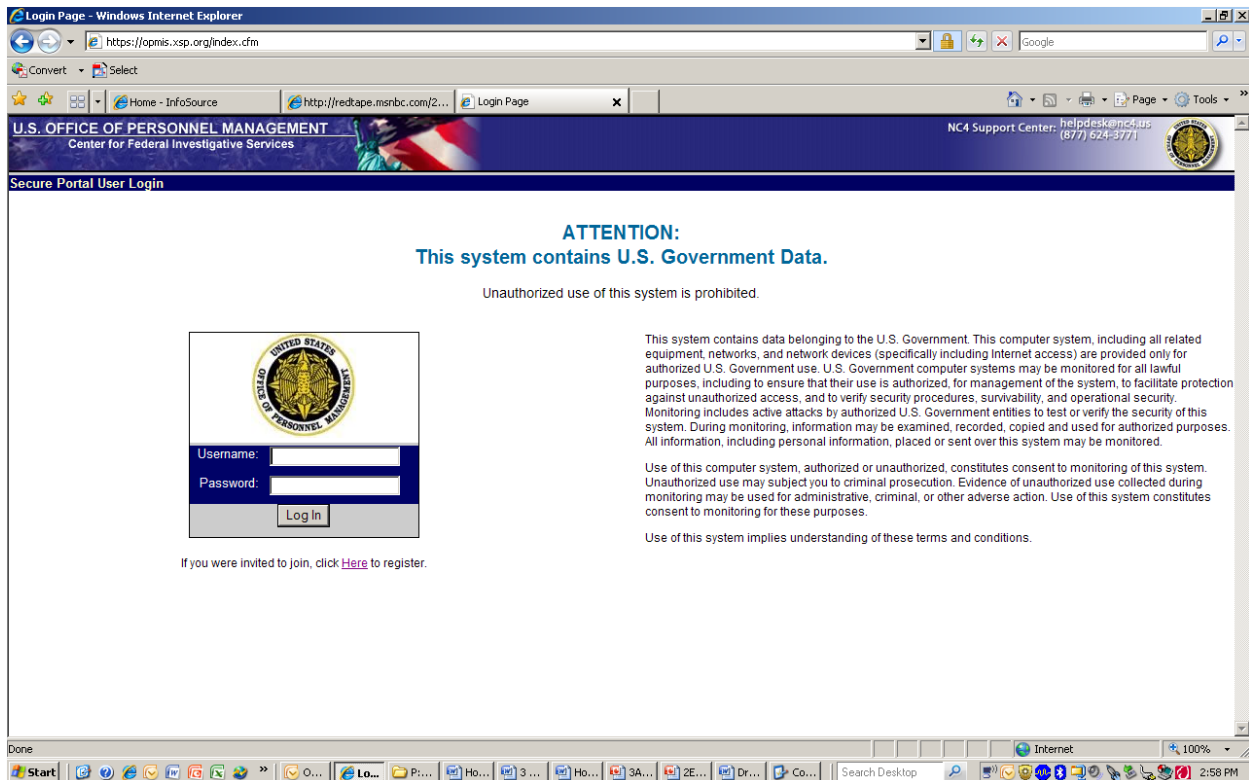 Login Page - Windows Internet Explorer
https://opmis.xsp.org/index.cfm
Google
Convert Select
Home - InfoSource http://redtape.msnbc.com/2... Login Page Page Tools
U.S. OFFICE OF PERSONNEL MANAGEMENT
Center for Federal Investigative Services
NC4 Support Center: helpdesk@nc4.us
(877) 624-3771
Secure Portal User Login
ATTENTION:
This system contains U.S. Government Data.
Unauthorized use of this system is prohibited.
UNITED STATES
OFFICE OF PERSONNEL MANAGEMENT
Username:
Password:
Log In
If you were invited to join, click Here to register.
This system contains data belonging to the U.S. Government. This computer system, including all related
equipment, networks, and network devices (specifically including Internet access) are provided only for
authorized U.S. Government use. U.S. Government computer systems may be monitored for all lawful
purposes, including to ensure that their use is authorized, for management of the system, to facilitate protection
against unauthorized access, and to verify security procedures, survivability, and operational security.
Monitoring includes active attacks by authorized U.S. Government entities to test or verify the security of this
system. During monitoring, information may be examined, recorded, copied and used for authorized purposes.
All information, including personal information, placed or sent over this system may be monitored.
Use of this computer system, authorized or unauthorized, constitutes consent to monitoring of this system.
Unauthorized use may subject you to criminal prosecution. Evidence of unauthorized use collected during
monitoring may be used for administrative, criminal, or other adverse action. Use of this system constitutes
consent to monitoring for these purposes.
Use of this system implies understanding of these terms and conditions.
Done Internet 100%
Start O... Lo... P:... Ho... 3 ... Ho... 3A... 2E... Dr... Co... Search Desktop 2:58 PM